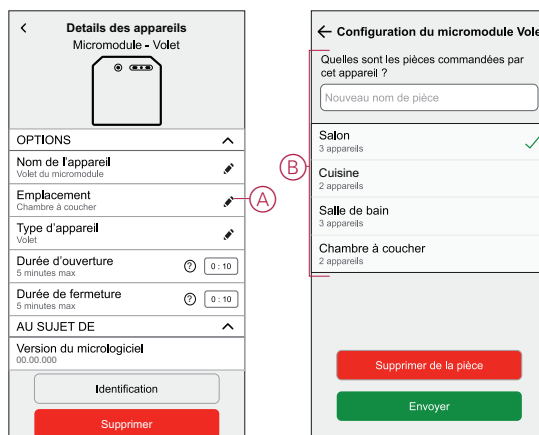 Details des appareils
Micromodule - Volet
OPTIONS
Nom de l'appareil
Volet du micromodule
Emplacement
Chambre à coucher
A
Type d'appareil
Volet
Durée d'ouverture
5 minutes max
? 0 : 10
Durée de fermeture
5 minutes max
? 0 : 10
AU SUJET DE
Version du micrologiciel
00.00.000
Identification
Supprimer
Configuration du micromodule Vole
Quelles sont les pièces commandées par
cet appareil ?
Nouveau nom de pièce
B
Salon
3 appareils
Cuisine
2 appareils
Salle de bain
3 appareils
Chambre à coucher
2 appareils
Supprimer de la pièce
Envoyer